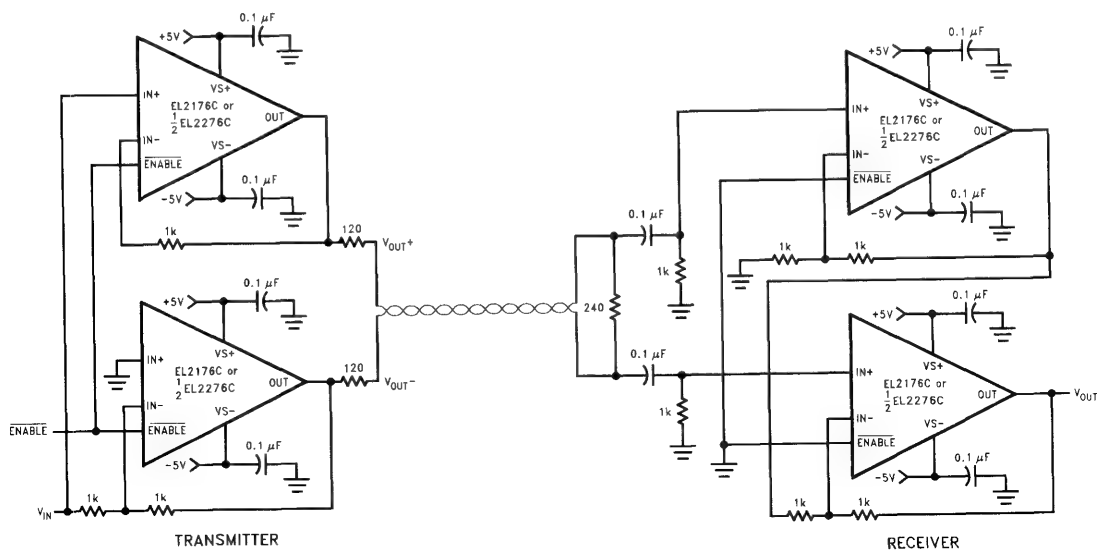 +5V
0.1 µF
IN+
VS+
EL2176C or
1/2 EL2276C
OUT
IN-
VS-
ENABLE
-5V
0.1 µF
1k
120
VOUT+
+5V
0.1 µF
IN+
VS+
EL2176C or
1/2 EL2276C
OUT
IN-
VS-
ENABLE
ENABLE
-5V
0.1 µF
120
VOUT-
VIN
1k
1k
TRANSMITTER
0.1 µF
1k
240
0.1 µF
1k
+5V
0.1 µF
IN+
VS+
EL2176C or
1/2 EL2276C
OUT
IN-
VS-
ENABLE
-5V
0.1 µF
1k
1k
+5V
0.1 µF
IN+
VS+
EL2176C or
1/2 EL2276C
OUT
VOUT
IN-
VS-
ENABLE
-5V
0.1 µF
1k
1k
RECEIVER